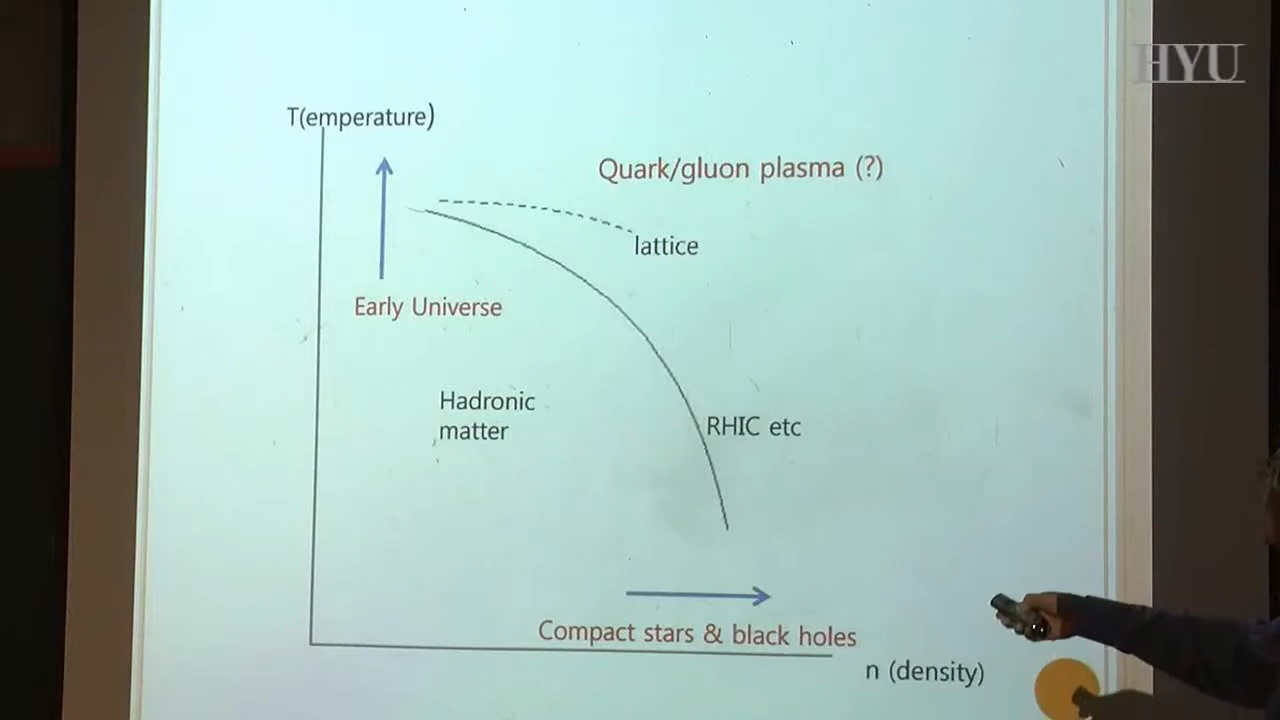 HYU
T(emperature)
Quark/gluon plasma (?)
lattice
Early Universe
Hadronic
matter
RHIC etc
Compact stars & black holes
n (density)